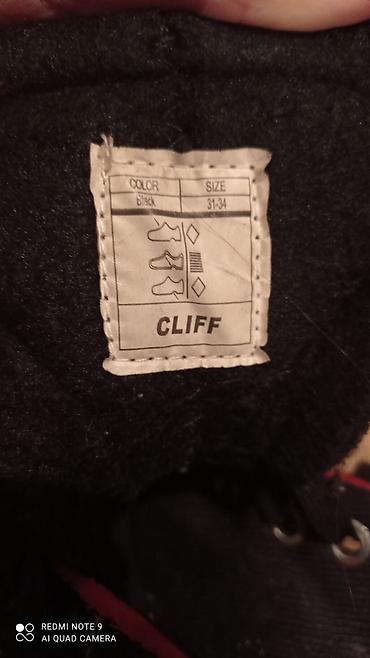 COLOR SIZE
Black 31-34
CLIFF
REDMI NOTE 9
AI QUAD CAMERA